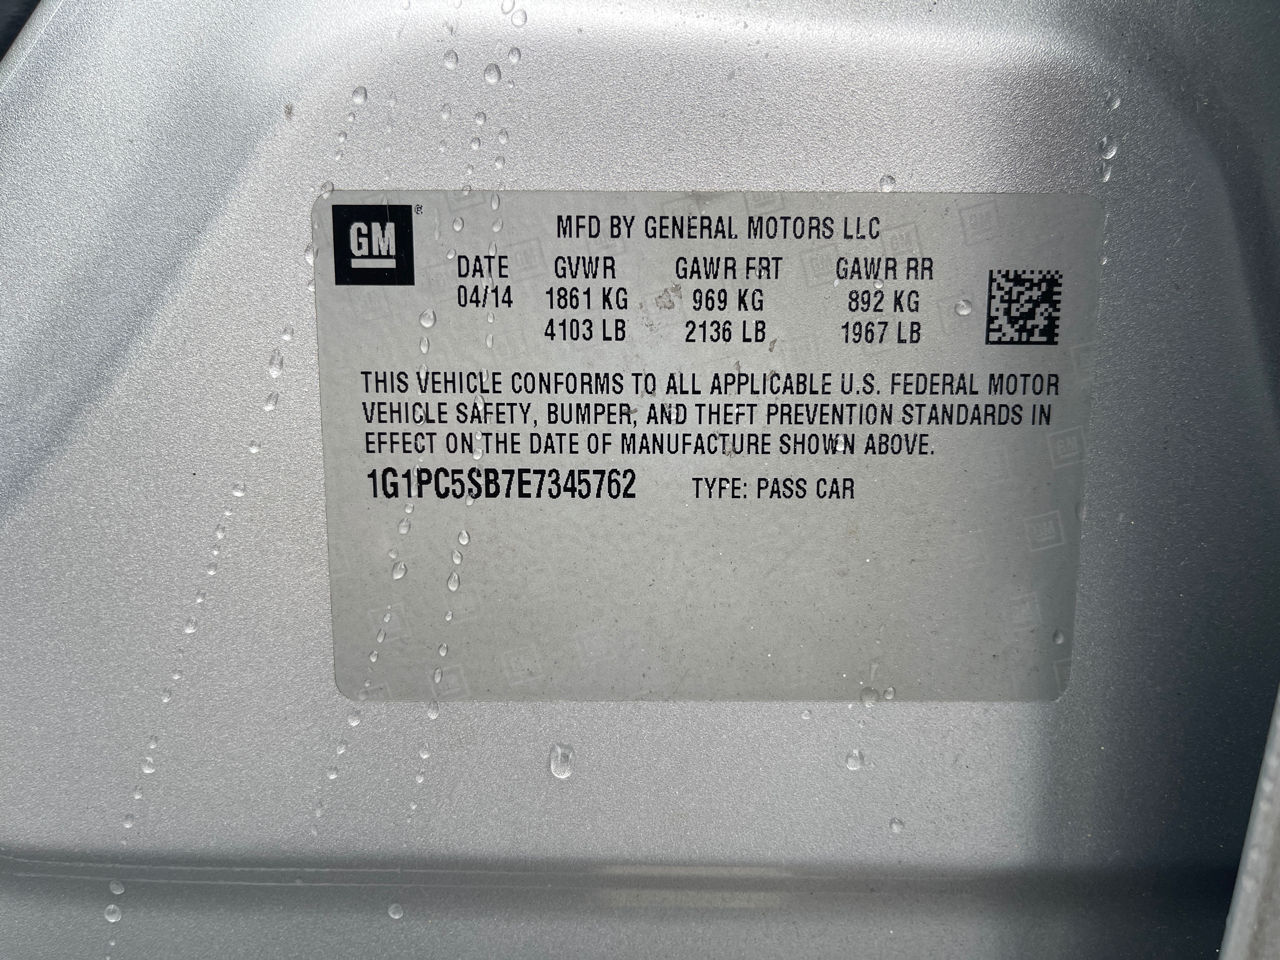 GM®
MFD BY GENERAL MOTORS LLC
DATE GVWR GAWR FRT GAWR RR
04/14 1861 KG 969 KG 892 KG
4103 LB 2136 LB 1967 LB
THIS VEHICLE CONFORMS TO ALL APPLICABLE U.S. FEDERAL MOTOR
VEHICLE SAFETY, BUMPER, AND THEFT PREVENTION STANDARDS IN
EFFECT ON THE DATE OF MANUFACTURE SHOWN ABOVE.
1G1PC5SB7E7345762 TYPE: PASS CAR